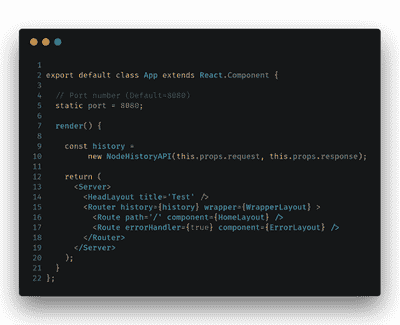 1
2 export default class App extends React.Component {
3
4 // Port number (Default=8080)
5 static port = 8080;
6
7 render() {
8
9 const history =
10 new NodeHistoryAPI(this.props.request, this.props.response);
11
12 return (
13 <Server>
14 <HeadLayout title='Test' />
15 <Router history={history} wrapper={WrapperLayout} >
16 <Route path='/' component={HomeLayout} />
17 <Route errorHandler={true} component={ErrorLayout} />
18 </Router>
19 </Server>
20 );
21 }
22 };